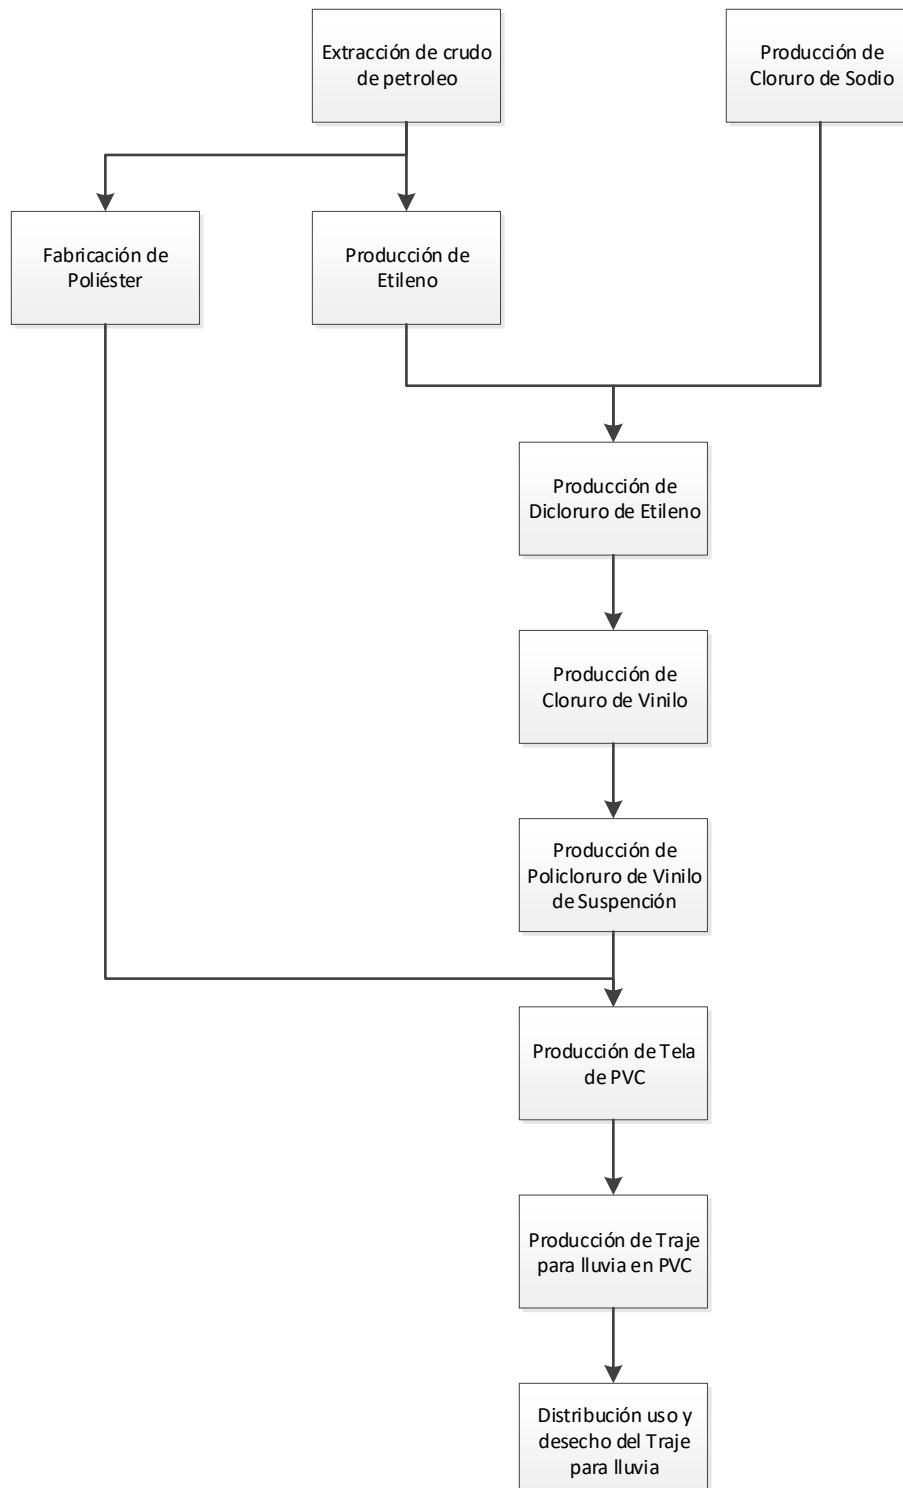 Extracción de crudo
de petroleo
Producción de
Cloruro de Sodio
Fabricación de
Poliéster
Producción de
Etileno
Producción de
Dicloruro de Etileno
Producción de
Cloruro de Vinilo
Producción de
Policloruro de Vinilo
de Suspención
Producción de Tela
de PVC
Producción de Traje
para lluvia en PVC
Distribución uso y
desecho del Traje
para lluvia